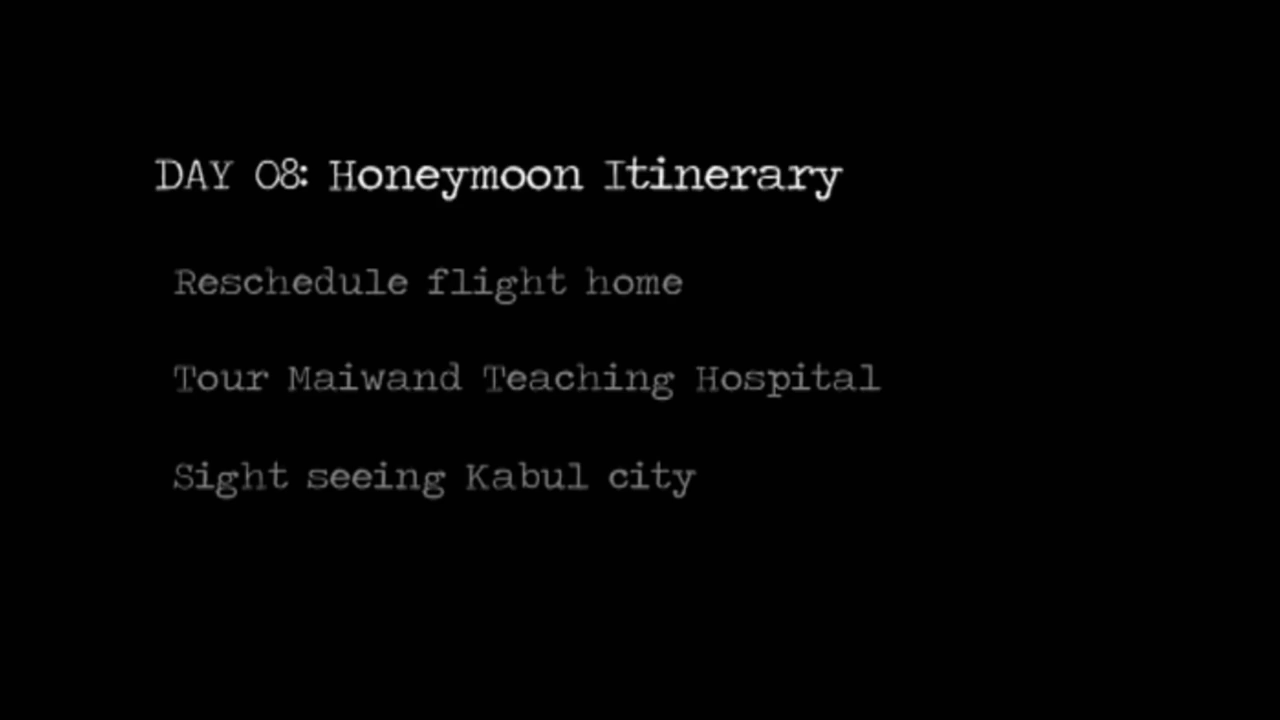 DAY 08: Honeymoon Itinerary
Reschedule flight home
Tour Maiwand Teaching Hospital
Sight seeing Kabul city